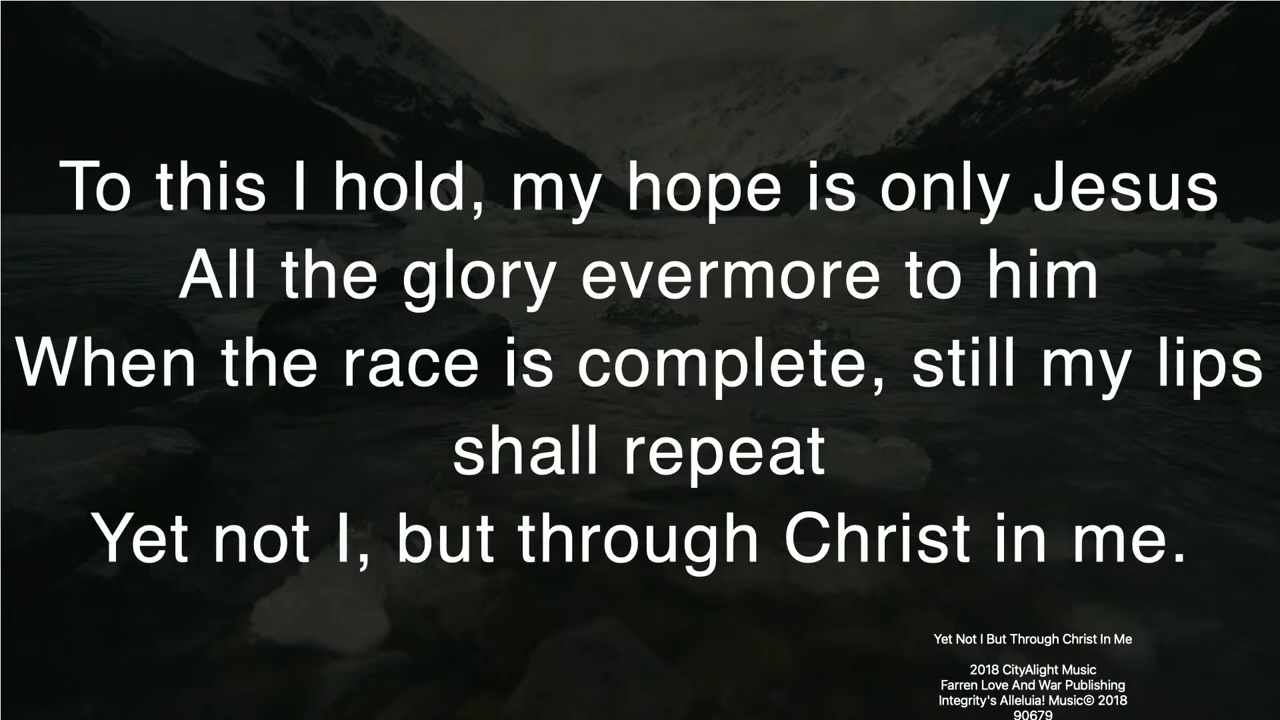 To this I hold, my hope is only Jesus
All the glory evermore to him
When the race is complete, still my lips
shall repeat
Yet not I, but through Christ in me.
Yet Not I But Through Christ In Me
2018 CityAlight Music
Farren Love And War Publishing
Integrity's Alleluia! Music© 2018
90679